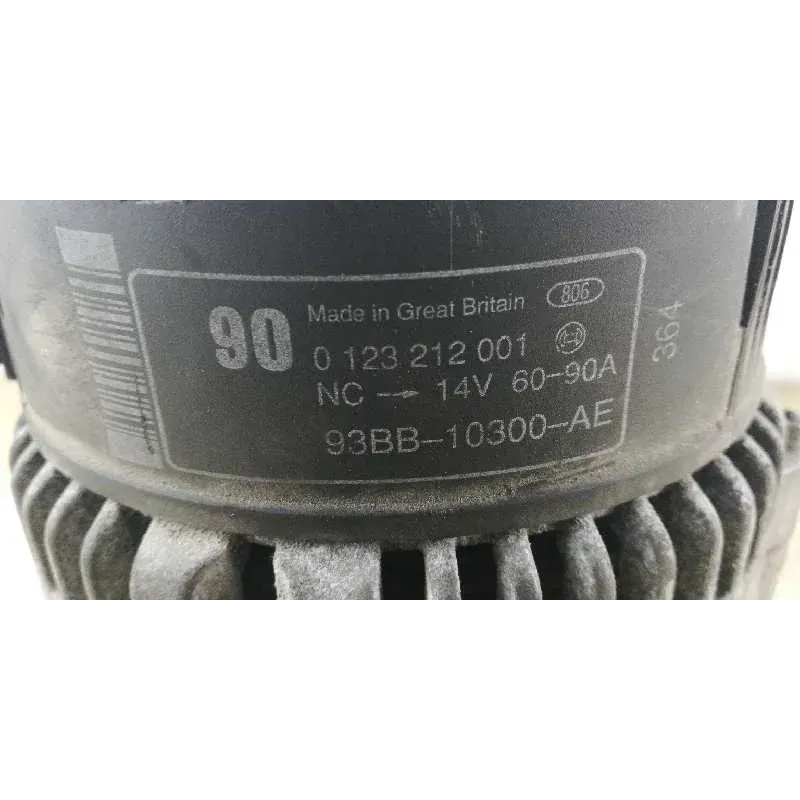 90 Made in Great Britain 806
0 123 212 001
NC → 14V 60-90A
93BB-10300-AE
364